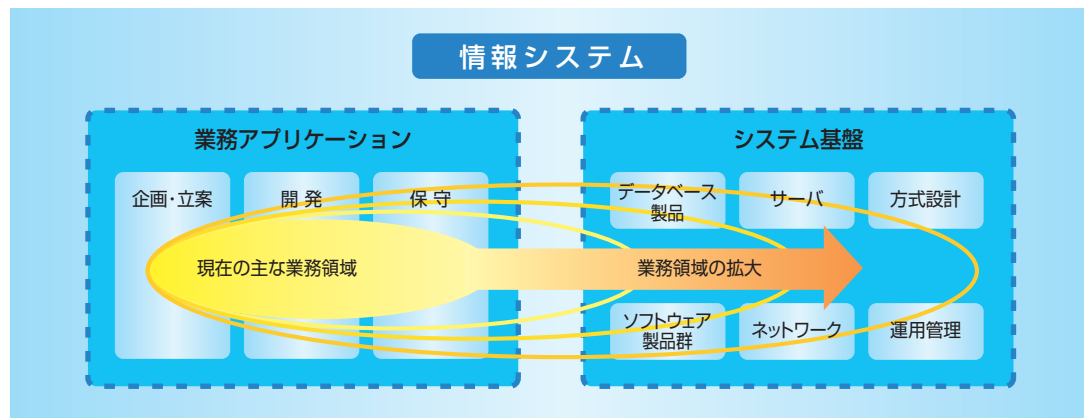 情報システム
業務アプリケーション
企画・立案
開発
保守
現在の主な業務領域
業務領域の拡大
システム基盤
データベース
製品
サーバ
方式設計
ソフトウェア
製品群
ネットワーク
運用管理